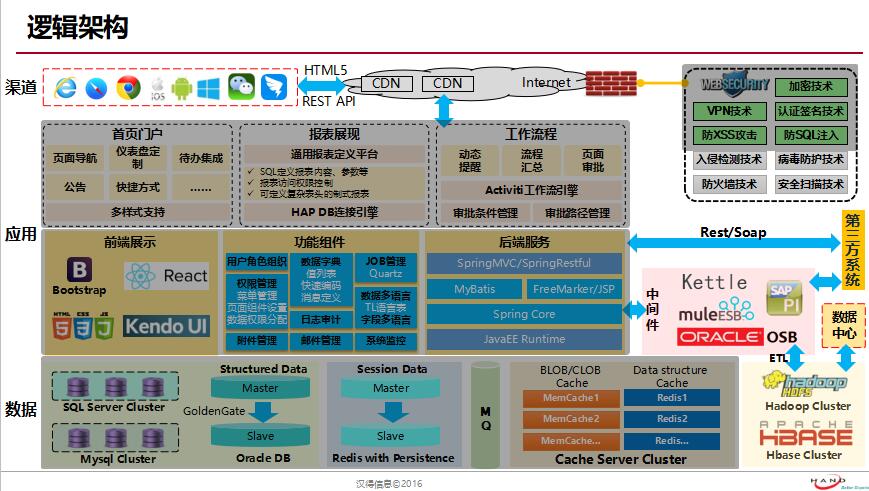 逻辑架构
渠道
iOS
HTML5
REST API
CDN
CDN
Internet
WEBSECURITY
加密技术
VPN技术
认证签名技术
防XSS攻击
防SQL注入
入侵检测技术
病毒防护技术
防火墙技术
安全扫描技术
应用
首页门户
页面导航
仪表盘定制
待办集成
公告
快捷方式
......
多样式支持
报表展现
通用报表定义平台
✓ SQL定义报表内容、参数等
✓ 报表访问权限控制
✓ 可定义复杂表头的制式报表
HAP DB连接引擎
工作流程
动态提醒
流程汇总
页面审批
Activiti工作流引擎
审批条件管理
审批路径管理
前端展示
B
Bootstrap
React
HTML
CSS
JS
5
3
Kendo UI
功能组件
用户角色组织
权限管理
菜单管理
页面组件设置
数据权限分配
附件管理
数据字典
值列表
快速编码
消息定义
日志审计
邮件管理
JOB管理
Quartz
数据多语言
TL语言表
字段多语言
系统监控
后端服务
SpringMVC/SpringRestful
MyBatis
FreeMarker/JSP
Spring Core
JavaEE Runtime
Rest/Soap
第三方系统
中间件
Kettle
muleESB
SAP PI
ORACLE
OSB
数据中心
ETL
数据
SQL Server Cluster
Mysql Cluster
Structured Data
Master
GoldenGate
Slave
Oracle DB
Session Data
Master
Slave
Redis with Persistence
MQ
BLOB/CLOB Cache
MemCache1
MemCache2
MemCache...
Data structure Cache
Redis1
Redis2
Redis...
Cache Server Cluster
hadoop
HDFS
Hadoop Cluster
APACHE
HBASE
Hbase Cluster
汉得信息©2016
HAND